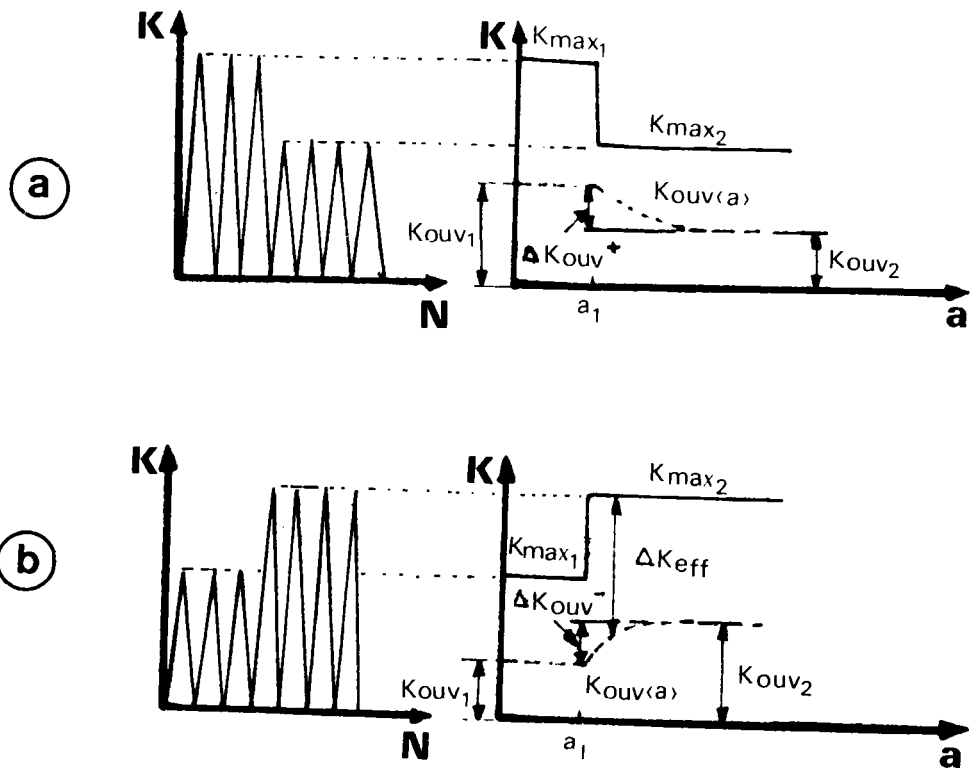 a
K
N
K
Kmax1
Kmax2
Kouv(a)
Kouv1
ΔKouv+
Kouv2
a1
a
b
K
N
K
Kmax2
Kmax1
ΔKeff
ΔKouv-
Kouv1
Kouv(a)
Kouv2
a1
a